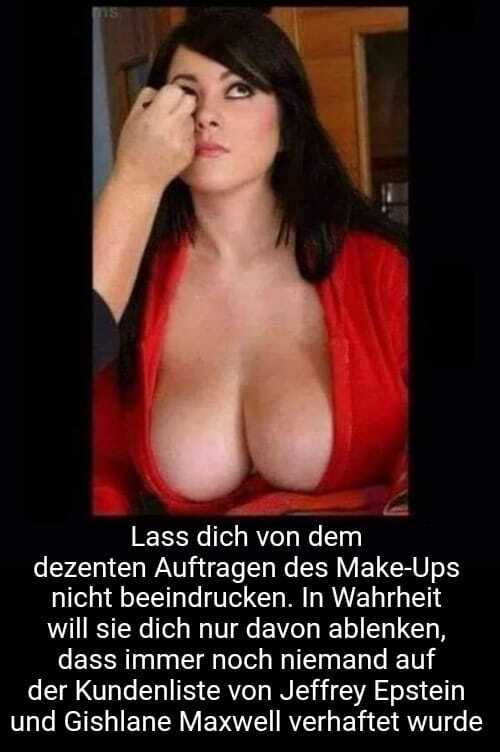 ms
Lass dich von dem
dezenten Auftragen des Make-Ups
nicht beeindrucken. In Wahrheit
will sie dich nur davon ablenken,
dass immer noch niemand auf
der Kundenliste von Jeffrey Epstein
und Gishlane Maxwell verhaftet wurde